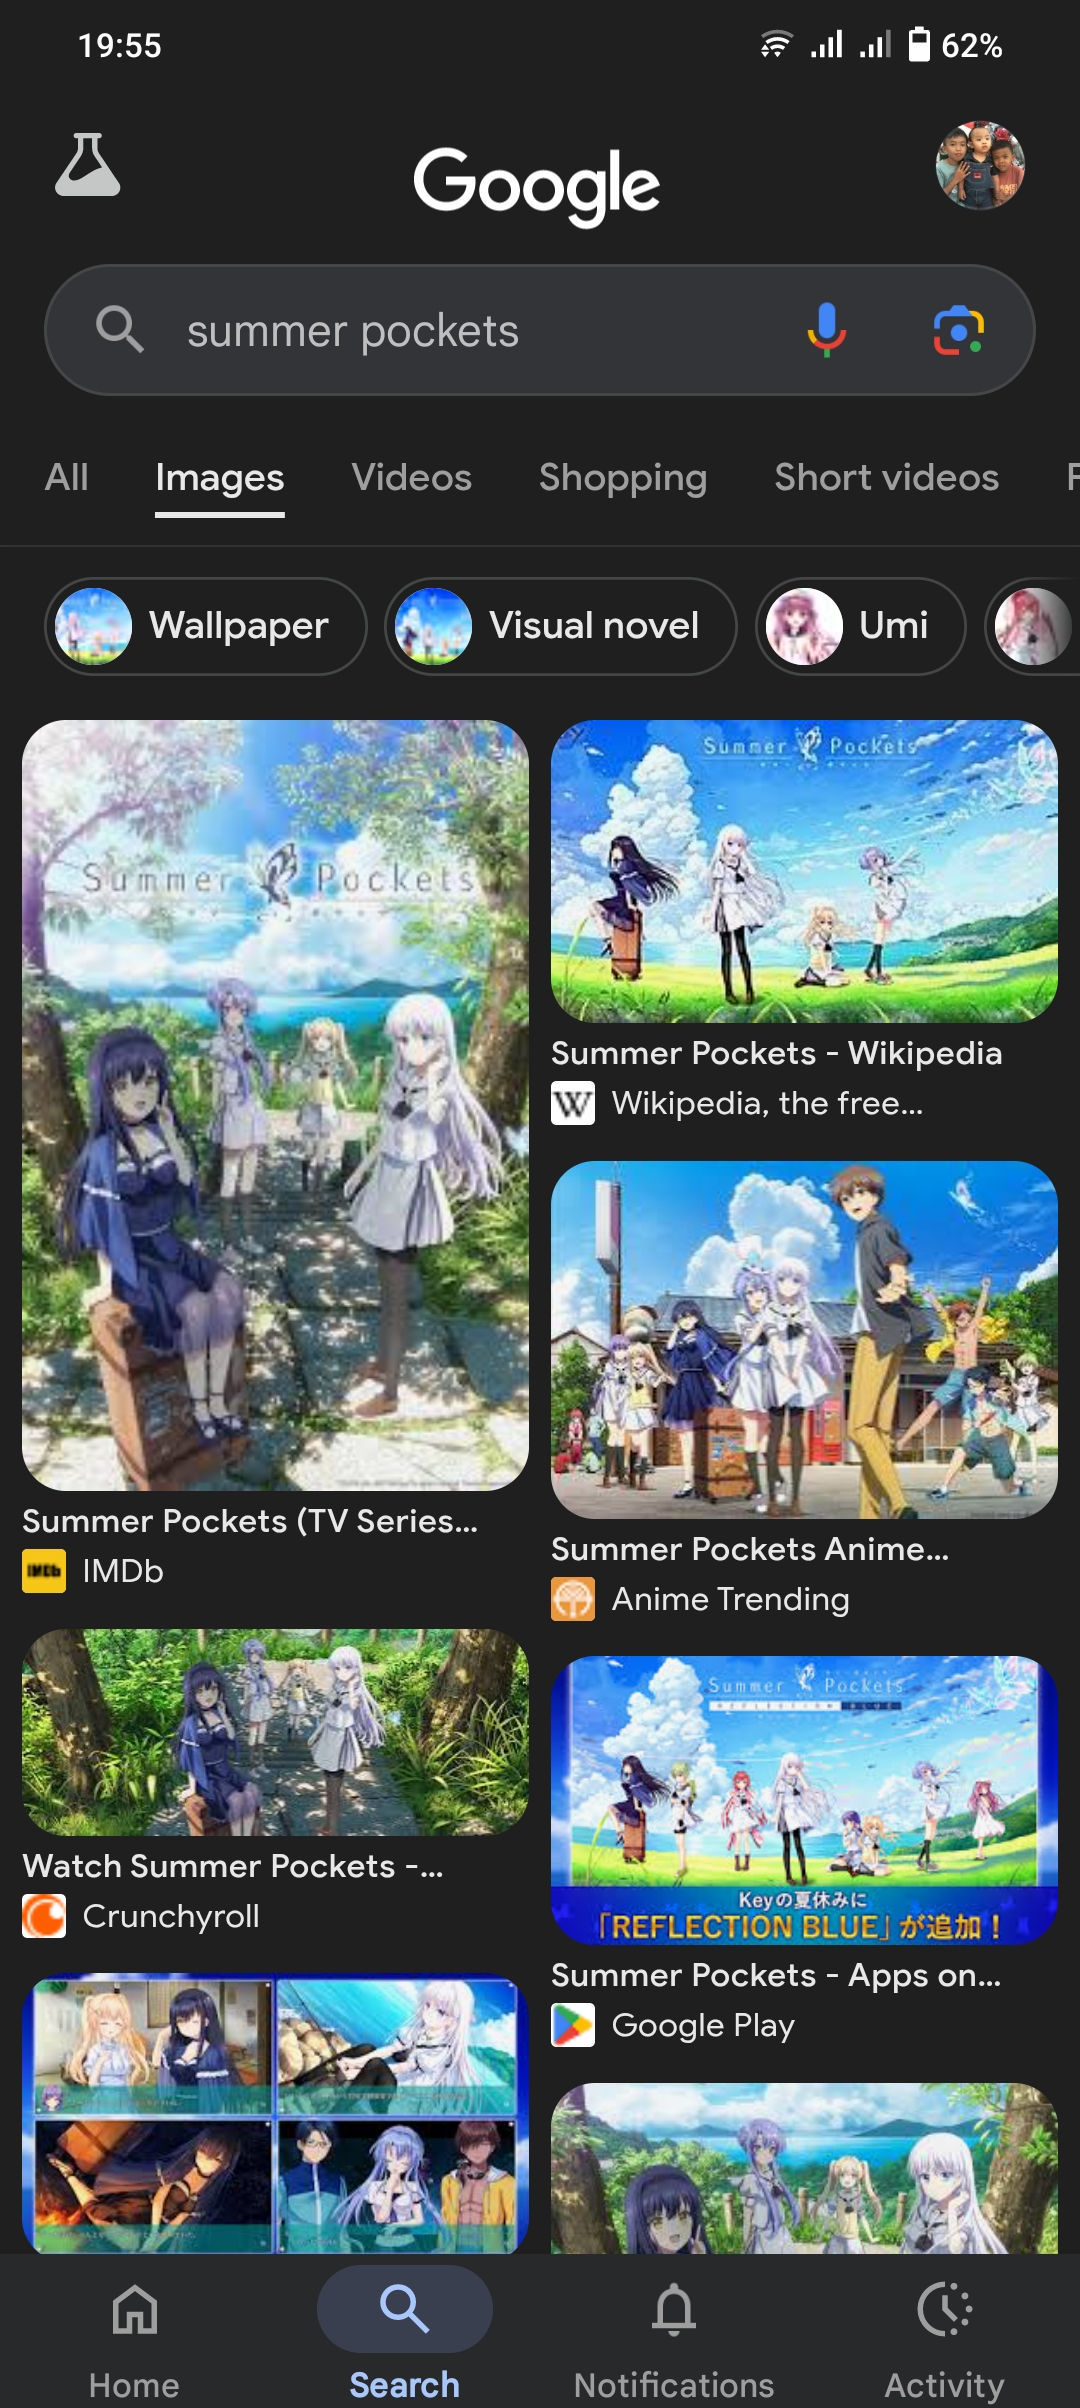 19:55
62%
Google
summer pockets
All Images Videos Shopping Short videos
Wallpaper Visual novel Umi
Summer Pockets
Summer Pockets (TV Series...
IMDb
IMDb
Watch Summer Pockets -...
Crunchyroll
Summer Pockets
Summer Pockets - Wikipedia
W
Wikipedia, the free...
Summer Pockets Anime...
Anime Trending
Summer Pockets
REFLECTION BLUE
Keyの夏休みに
「REFLECTION BLUE」が追加！
Summer Pockets - Apps on...
Google Play
Home Search Notifications Activity